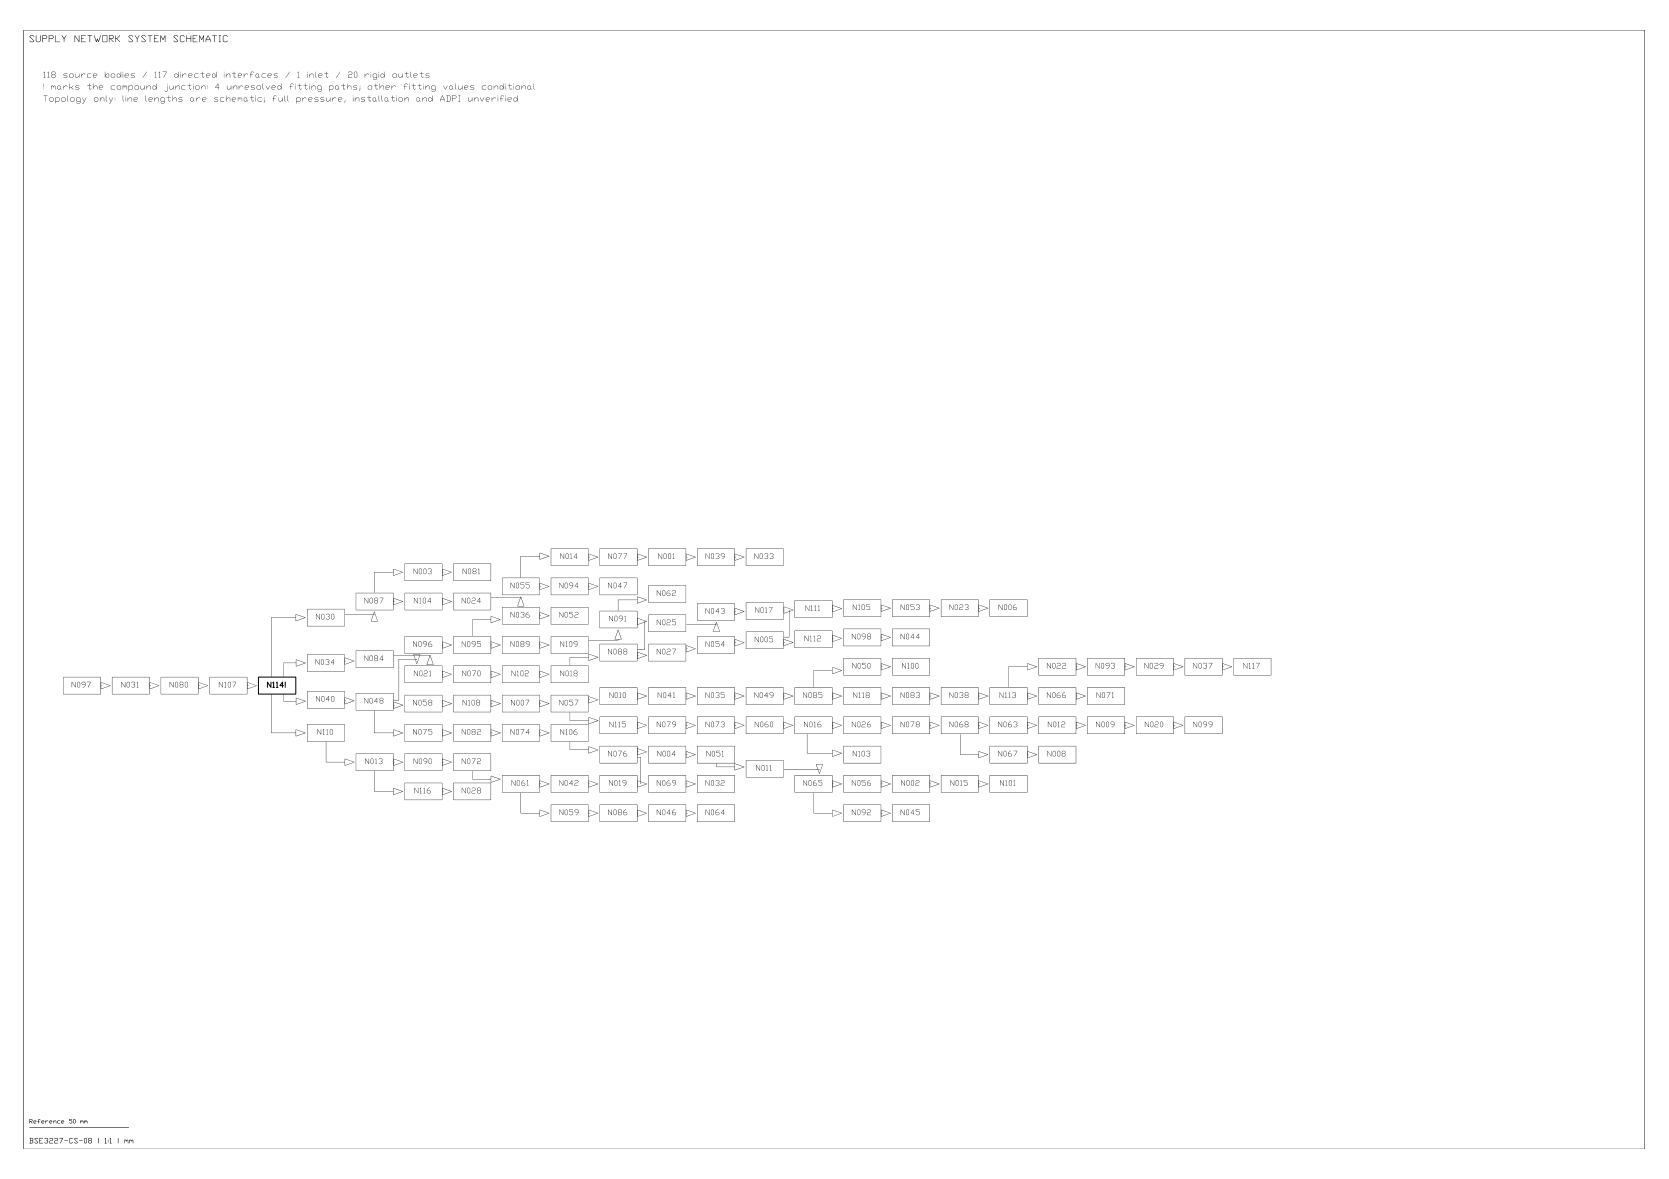 SUPPLY NETWORK SYSTEM SCHEMATIC
118 source bodies / 117 directed interfaces / 1 inlet / 20 rigid outlets
! marks the compound junction: 4 unresolved fitting paths; other fitting values conditional
Topology only: line lengths are schematic; full pressure, installation and ADPI unverified
N014 N077 N001 N039 N033
N003 N081
N055 N094 N047
N062
N087 N104 N024
N043 N017 N111 N105 N053 N023 N006
N030 N036 N052
N091 N025
N096 N095 N089 N109
N054 N005 N112 N098 N044
N088 N027
N034 N084
N050 N100 N022 N093 N029 N037 N117
N021 N070 N102 N018
N097 N031 N080 N107 N114!
N010 N041 N035 N049 N085 N118 N083 N038 N113 N066 N071
N040 N048 N058 N108 N007 N057
N115 N079 N073 N060 N016 N026 N078 N068 N063 N012 N009 N020 N099
N110 N075 N082 N074 N106
N076 N004 N051 N103 N067 N008
N013 N090 N072 N011
N061 N042 N019 N069 N032 N065 N056 N002 N015 N101
N116 N028
N059 N086 N046 N064 N092 N045
Reference 50 mm
BSE3227-CS-08 | 1:1 | mm